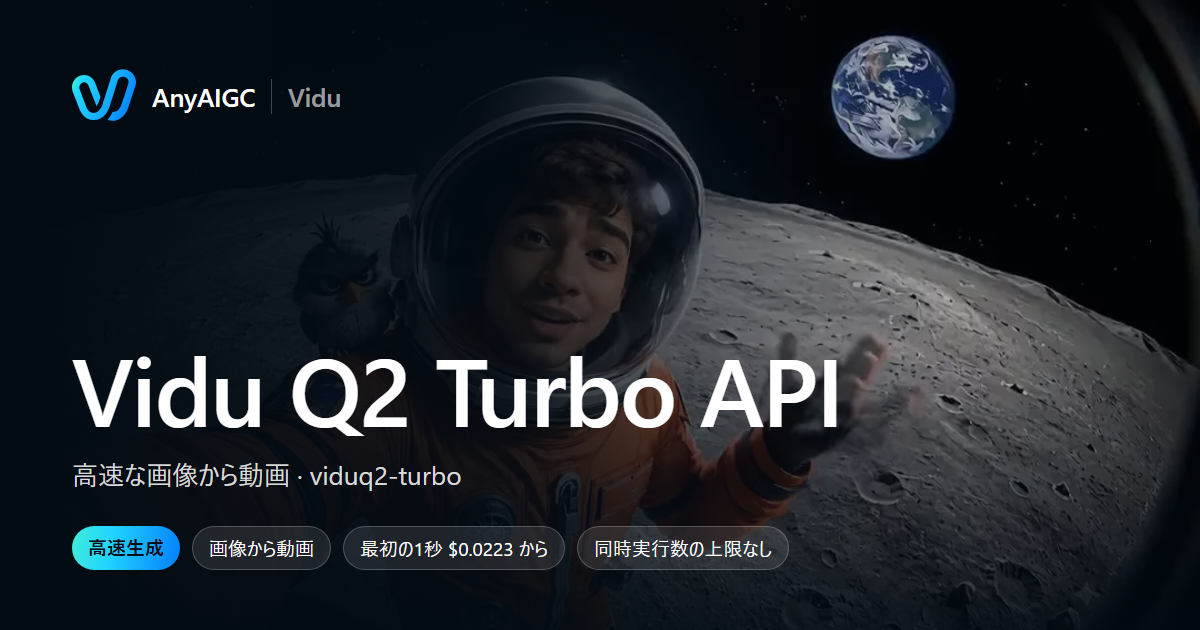 AnyAIGC | Vidu
Vidu Q2 Turbo API
高速な画像から動画 · viduq2-turbo
高速生成 画像から動画 最初の1秒 $0.0223 から 同時実行数の上限なし